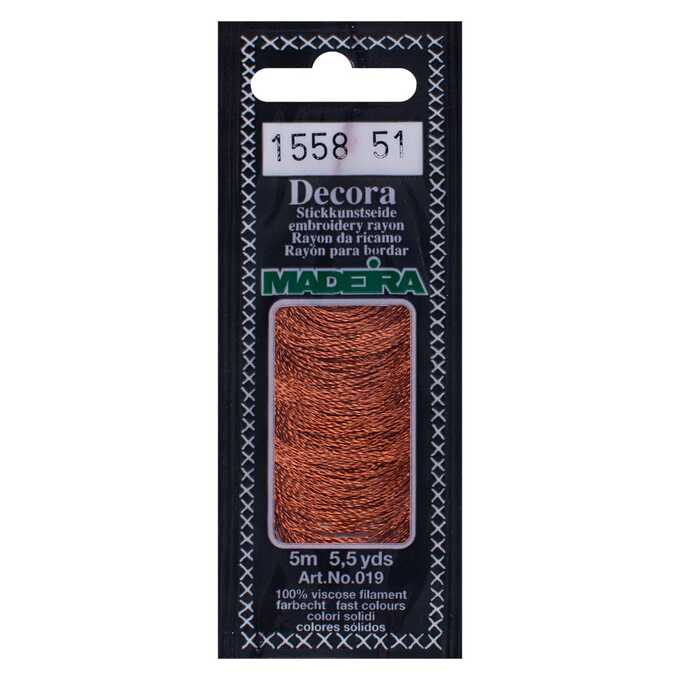 1558 51
Decora
Stickkunstseide
embroidery rayon
Rayon da ricamo
Rayón para bordar
MADEIRA
5m 5,5 yds
Art.No.019
100% viscose filament
farbecht fast colours
colori solidi
colores sólidos